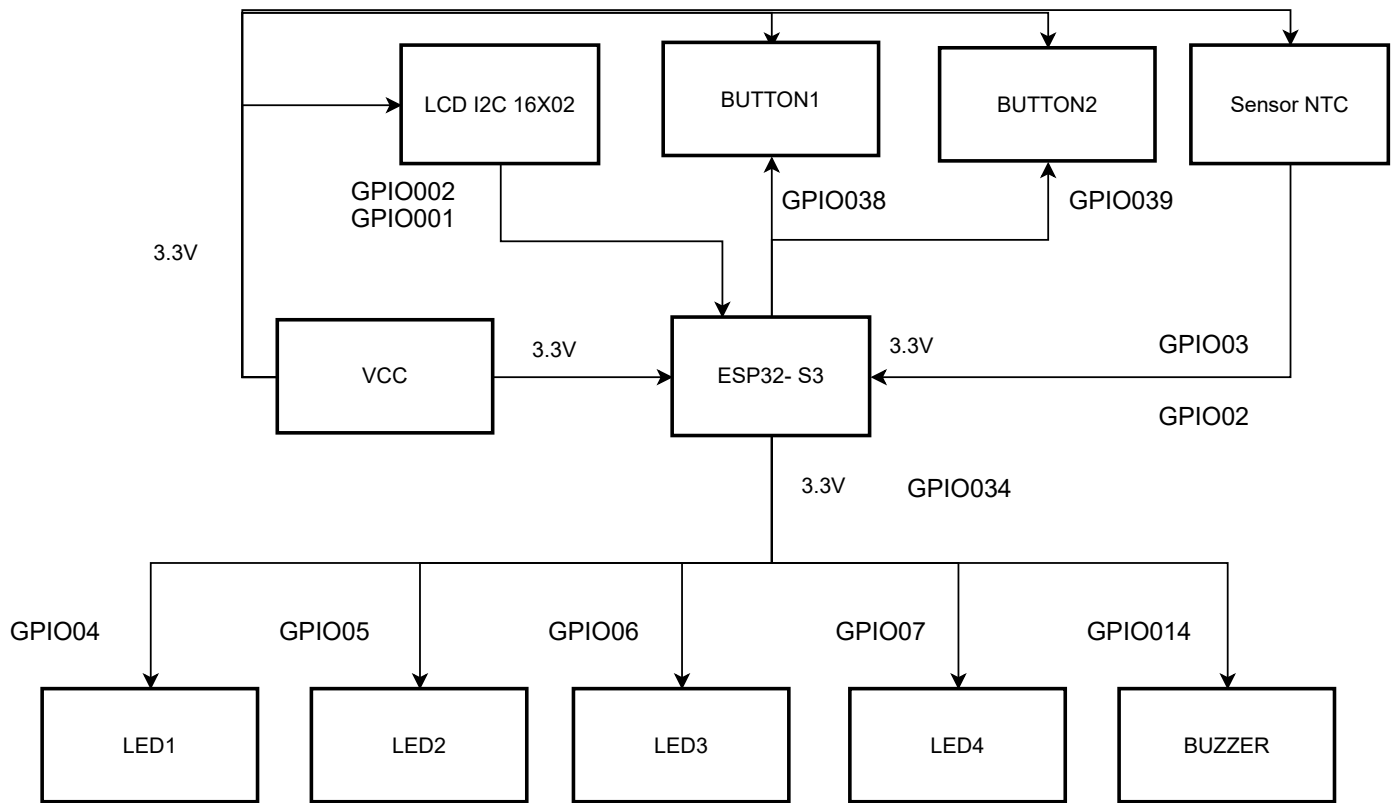 LCD I2C 16X02
BUTTON1
BUTTON2
Sensor NTC
GPIO002
GPIO001
GPIO038
GPIO039
3.3V
VCC
3.3V
ESP32- S3
3.3V
GPIO03
GPIO02
3.3V
GPIO034
GPIO04
GPIO05
GPIO06
GPIO07
GPIO014
LED1
LED2
LED3
LED4
BUZZER